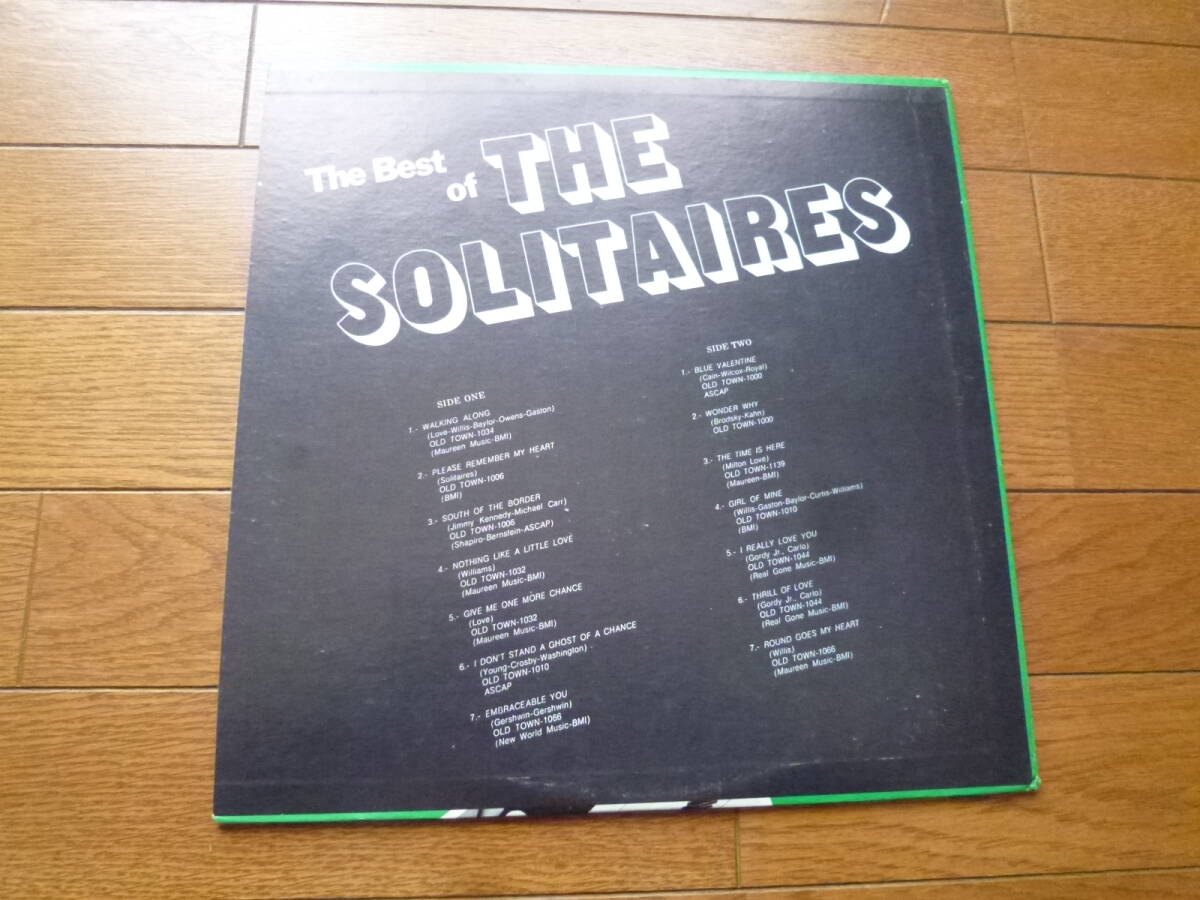 The Best
of
THE
SOLITAIRES
SIDE ONE
1.- WALKING ALONG
(Love-Willis-Baylor-Owens-Gaston)
OLD TOWN-1034
(Maureen Music-BMI)
2.- PLEASE REMEMBER MY HEART
(Solitaires)
OLD TOWN-1006
(BMI)
3.- SOUTH OF THE BORDER
(Jimmy Kennedy-Michael Carr)
OLD TOWN-1006
(Shapiro-Bernstein-ASCAP)
4.- NOTHING LIKE A LITTLE LOVE
(Williams)
OLD TOWN-1032
(Maureen Music-BMI)
5.- GIVE ME ONE MORE CHANCE
(Love)
OLD TOWN-1032
(Maureen Music-BMI)
6.- I DON'T STAND A GHOST OF A CHANCE
(Young-Crosby-Washington)
OLD TOWN-1010
ASCAP
7.- EMBRACEABLE YOU
(Gershwin-Gershwin)
OLD TOWN-1066
(New World Music-BMI)
SIDE TWO
1.- BLUE VALENTINE
(Cain-Wilcox-Royal)
OLD TOWN-1000
ASCAP
2.- WONDER WHY
(Brodsky-Kahn)
OLD TOWN-1000
3.- THE TIME IS HERE
(Milton Love)
OLD TOWN-1139
(Maureen-BMI)
4.- GIRL OF MINE
(Willis-Gaston-Baylor-Curtis-Williams)
OLD TOWN-1010
(BMI)
5.- I REALLY LOVE YOU
(Gordy Jr., Carlo)
OLD TOWN-1044
(Real Gone Music-BMI)
6.- THRILL OF LOVE
(Gordy Jr., Carlo)
OLD TOWN-1044
(Real Gone Music-BMI)
7.- ROUND GOES MY HEART
(Willis)
OLD TOWN-1066
(Maureen Music-BMI)